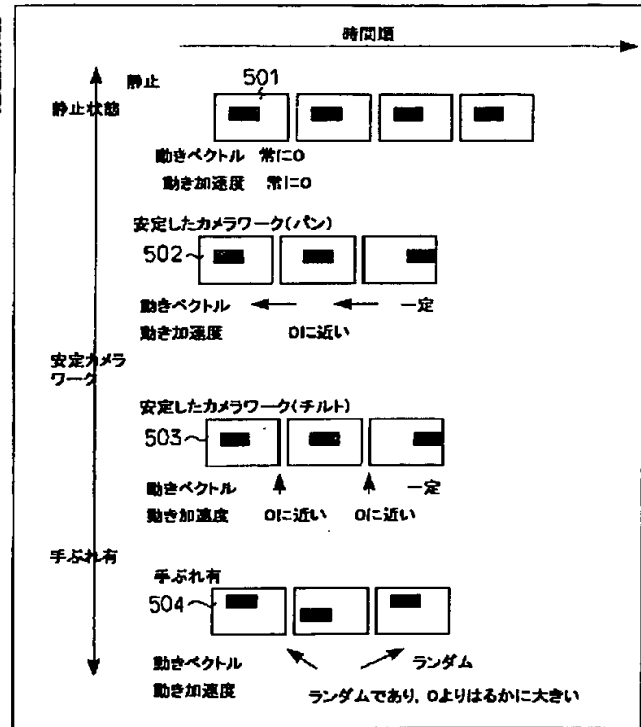 時間順
静止
501
静止状態
動きベクトル 常に0
動き加速度 常に0
安定したカメラワーク(パン)
502
動きベクトル 一定
動き加速度 0に近い
安定カメラ
ワーク
安定したカメラワーク(チルト)
503
動きベクトル 一定
動き加速度 0に近い 0に近い
手ぶれ有
手ぶれ有
504
動きベクトル ランダム
動き加速度 ランダムであり、0よりはるかに大きい